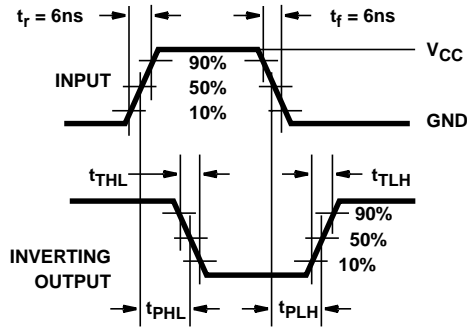 tr = 6ns
tf = 6ns
VCC
90%
INPUT
50%
10%
GND
tTHL
tTLH
90%
50%
INVERTING
10%
OUTPUT
tPHL
tPLH